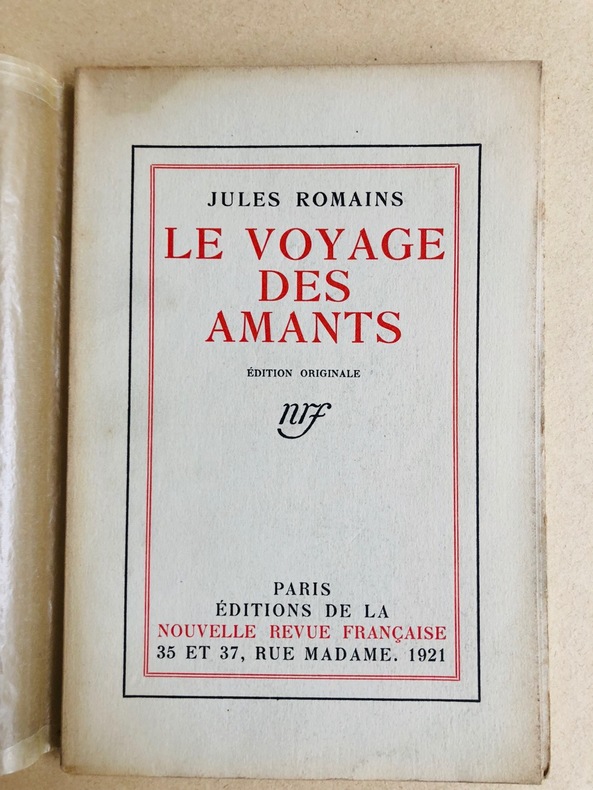 JULES ROMAINS
LE VOYAGE
DES
AMANTS
ÉDITION ORIGINALE
nrf
PARIS
ÉDITIONS DE LA
NOUVELLE REVUE FRANÇAISE
35 ET 37, RUE MADAME. 1921